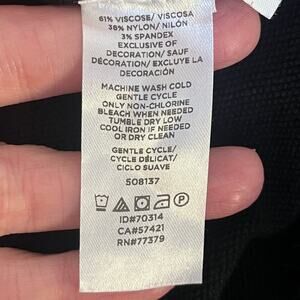 61% VISCOSE/ VISCOSA
36% NYLON/ NILÓN
3% SPANDEX
EXCLUSIVE OF
DECORATION/ SAUF
DÉCORATION/ EXCLUYE LA
DECORACIÓN
MACHINE WASH COLD
GENTLE CYCLE
ONLY NON-CHLORINE
BLEACH WHEN NEEDED
TUMBLE DRY LOW
COOL IRON IF NEEDED
OR DRY CLEAN
GENTLE CYCLE/
CYCLE DÉLICAT/
CICLO SUAVE
508137
P
ID#70314
CA#57421
RN#77379